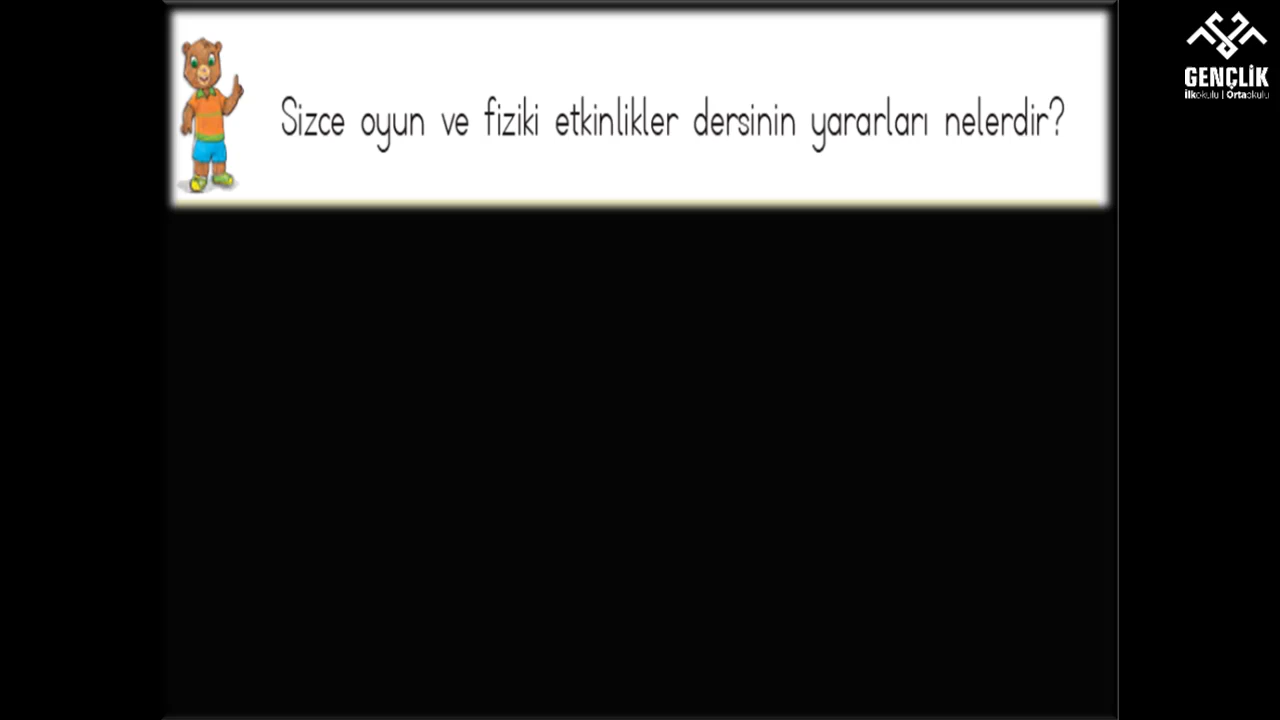 GENÇLİK
İlkokulu | Ortaokulu
Sizce oyun ve fiziki etkinlikler dersinin yararları nelerdir?